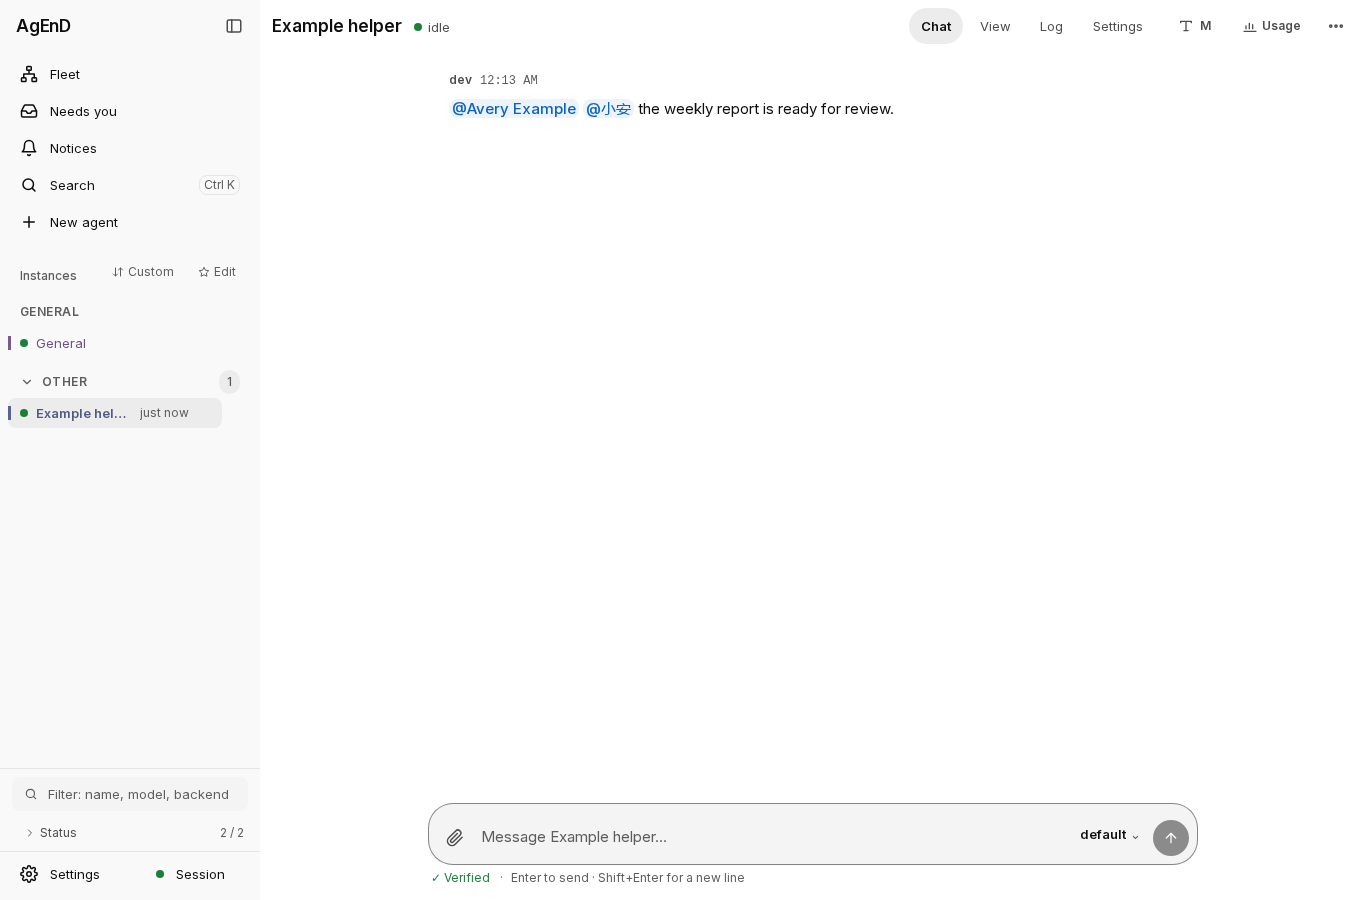 AgEnD
Fleet
Needs you
Notices
Search Ctrl K
New agent
Instances Custom Edit
GENERAL
General
OTHER 1
Example hel... just now
Filter: name, model, backend
Status 2 / 2
Settings Session
Example helper idle
Chat View Log Settings M Usage
dev 12:13 AM
@Avery Example @小安 the weekly report is ready for review.
Message Example helper...
default
✓ Verified · Enter to send · Shift+Enter for a new line